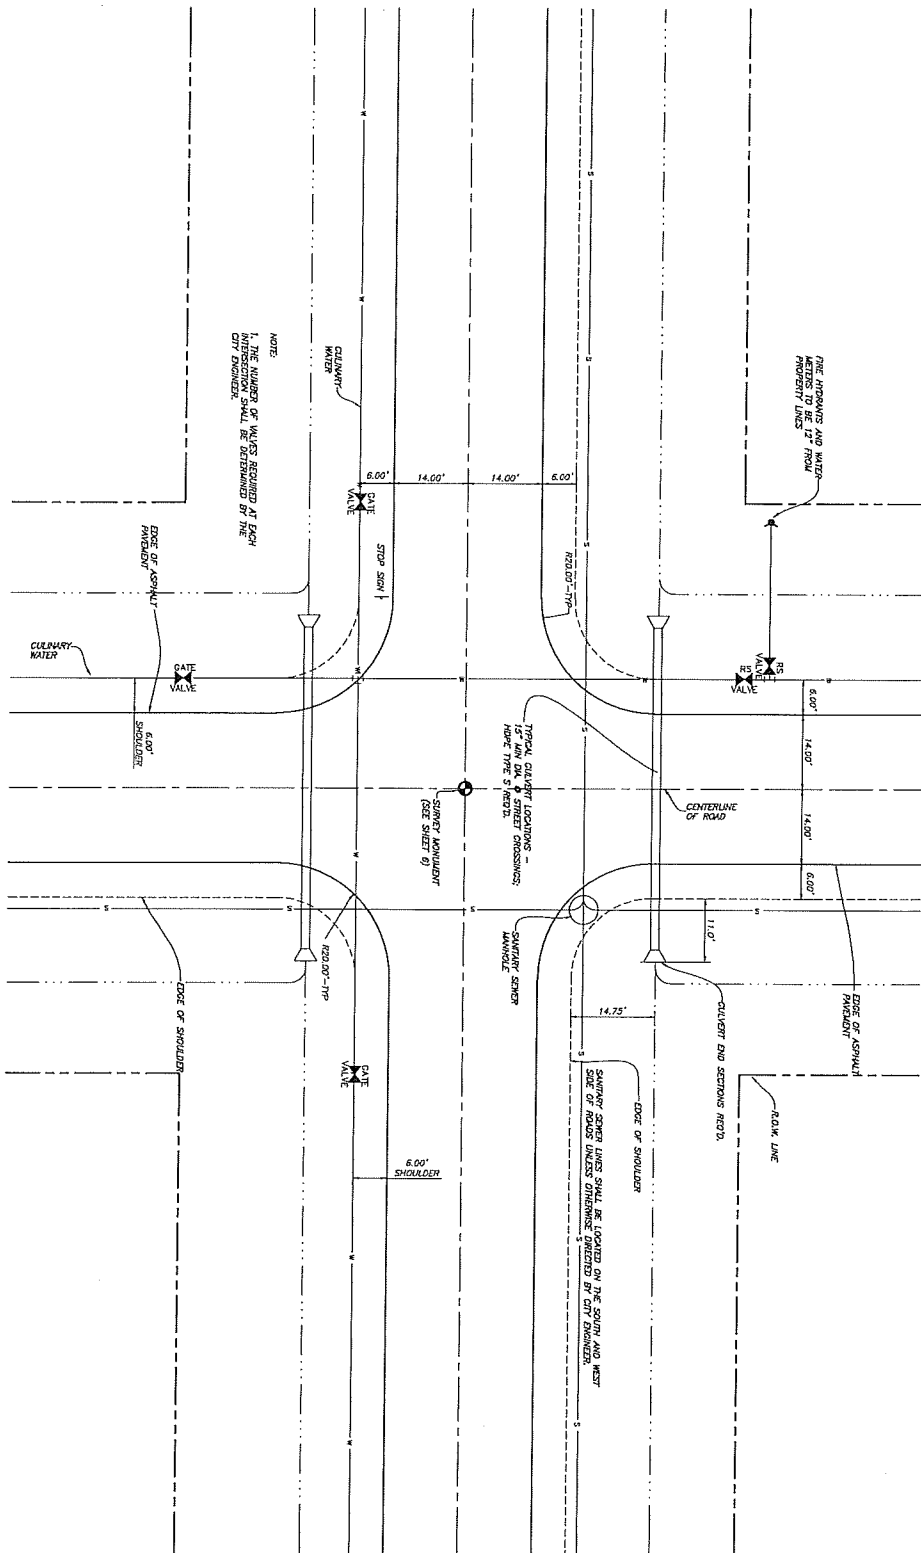 FIRE HYDRANTS AND WATER
METERS TO BE 12" FROM
PROPERTY LINES
NOTE:
1. THE NUMBER OF VALVES REQUIRED AT EACH
INTERSECTION SHALL BE DETERMINED BY THE
CITY ENGINEER.
CULINARY
WATER
6.00'
14.00'
14.00'
6.00'
GATE
VALVE
STOP SIGN
R20.00'-TYP
EDGE OF ASPHALT
PAVEMENT
CULINARY
WATER
GATE
VALVE
6.00'
SHOULDER
RS
VALVE
RS
VALVE
6.00'
14.00'
14.00'
6.00'
TYPICAL CULVERT LOCATIONS -
15" MIN DIA. @ STREET CROSSINGS;
HDPE TYPE S REQ'D.
CENTERLINE
OF ROAD
SURVEY MONUMENT
(SEE SHEET 6)
SANITARY SEWER
MANHOLE
11.0'
R20.00'-TYP
EDGE OF SHOULDER
EDGE OF ASPHALT
PAVEMENT
CULVERT END SECTIONS REQ'D.
14.75'
GATE
VALVE
EDGE OF SHOULDER
R.O.W. LINE
6.00'
SHOULDER
SANITARY SEWER LINES SHALL BE LOCATED ON THE SOUTH AND WEST
SIDE OF ROADS UNLESS OTHERWISE DIRECTED BY CITY ENGINEER.